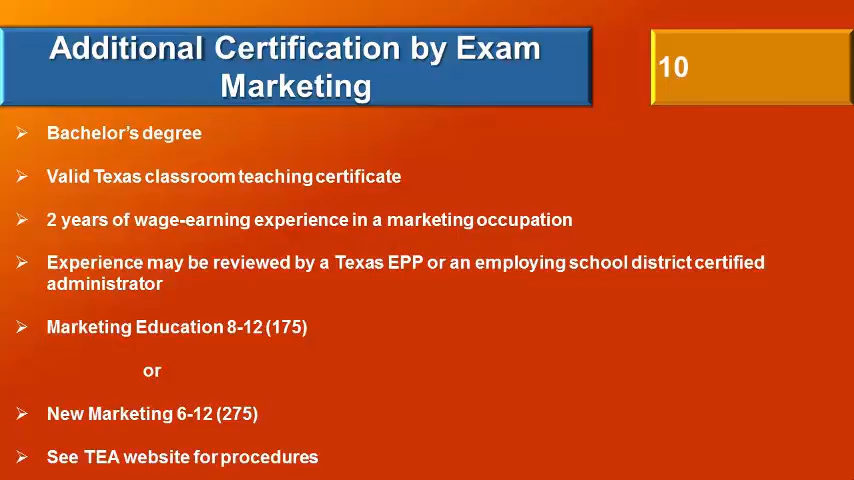 Additional Certification by Exam
Marketing
10
➢ Bachelor's degree
➢ Valid Texas classroom teaching certificate
➢ 2 years of wage-earning experience in a marketing occupation
➢ Experience may be reviewed by a Texas EPP or an employing school district certified
administrator
➢ Marketing Education 8-12 (175)
or
➢ New Marketing 6-12 (275)
➢ See TEA website for procedures